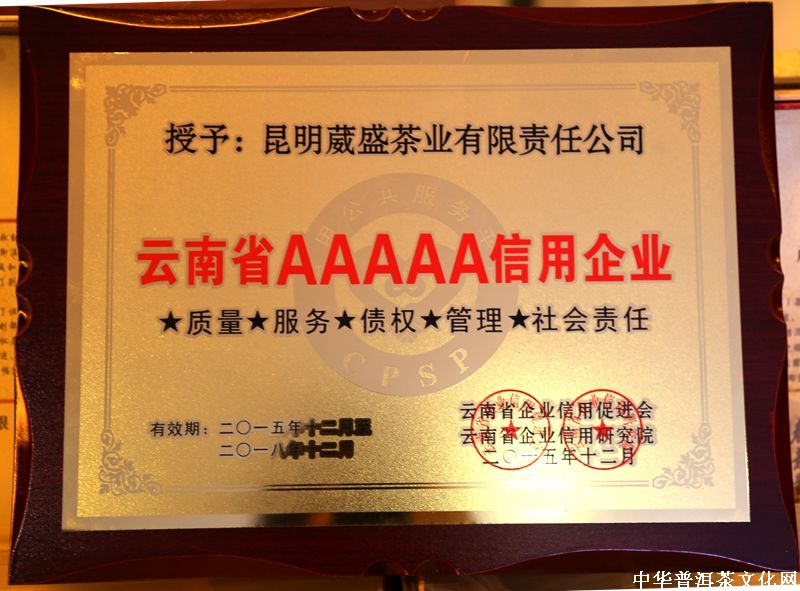 授予：昆明葳盛茶业有限责任公司
云南省AAAAA信用企业
★质量★服务★债权★管理★社会责任
CPSP
有效期：二〇一五年十二月至
二〇一八年十二月
云南省企业信用促进会
云南省企业信用研究院
二〇一五年十二月
中华普洱茶文化网